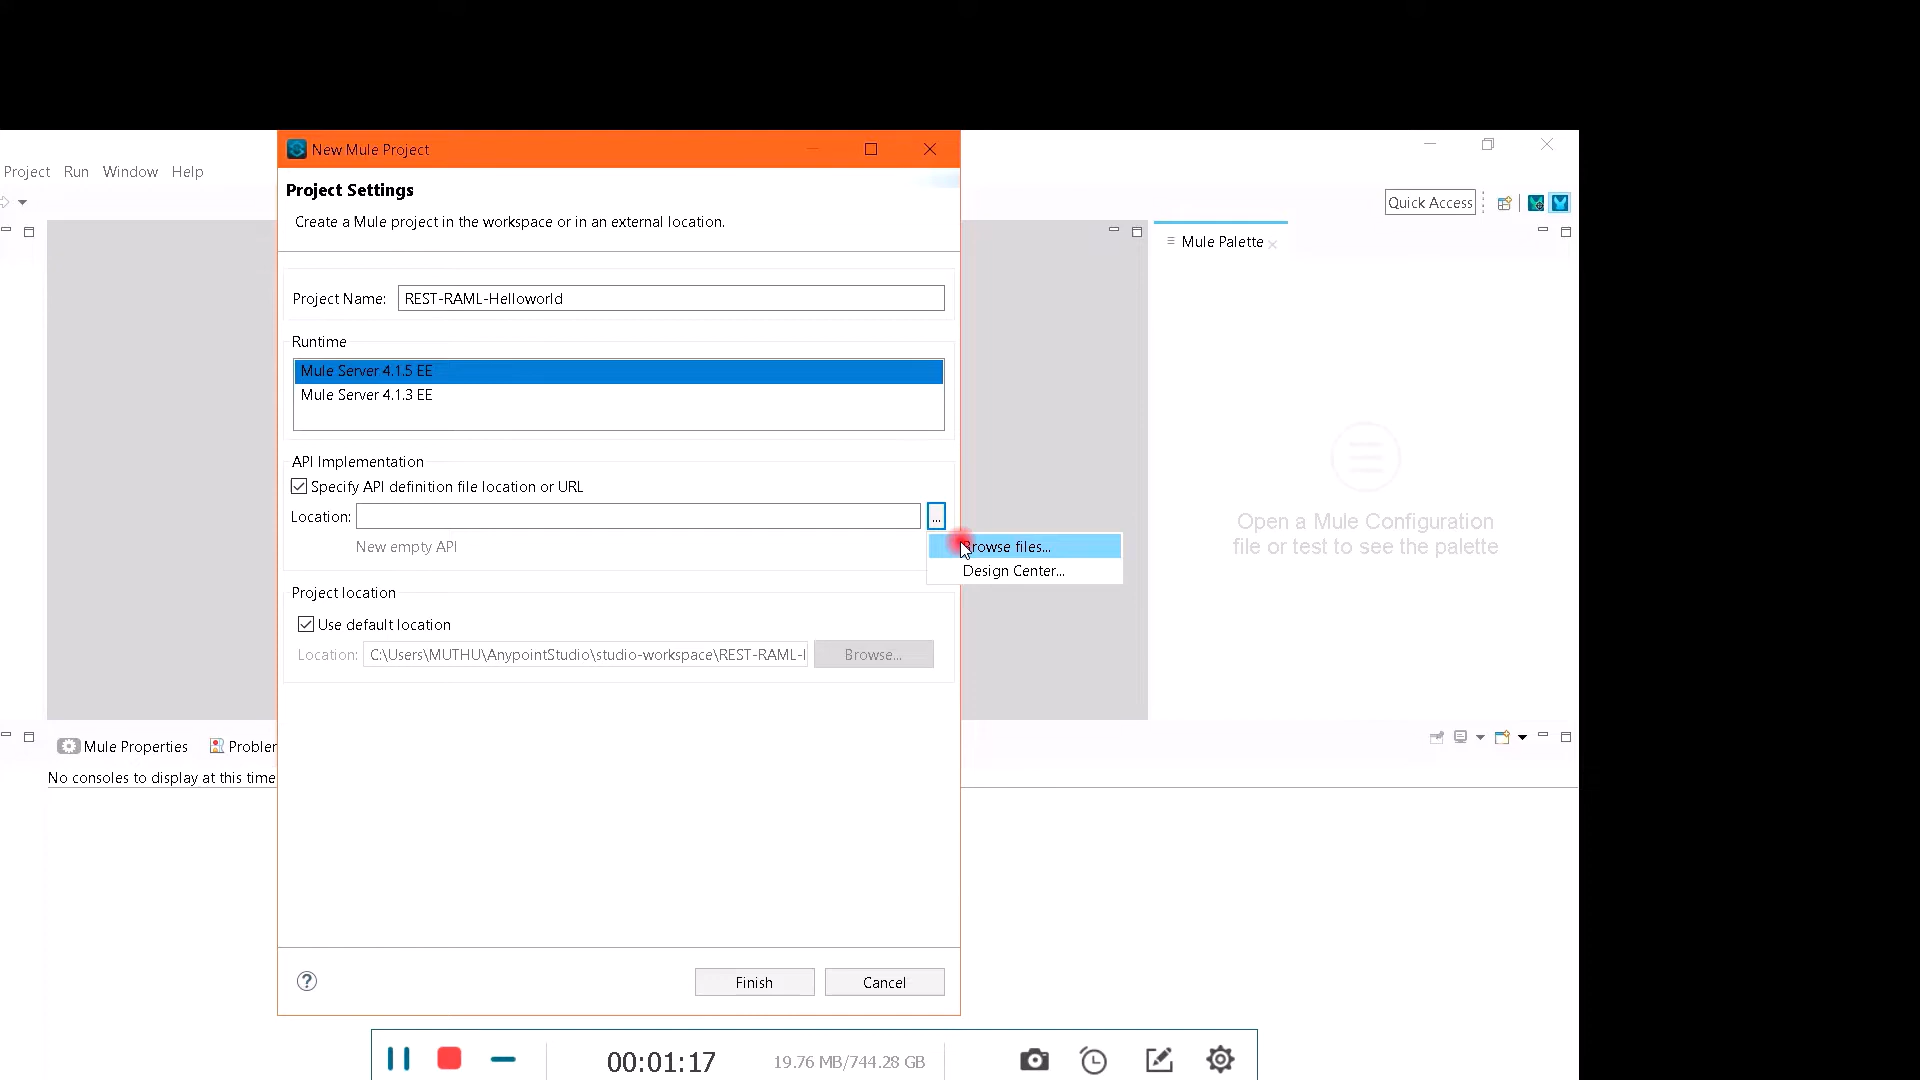 New Mule Project
Project Run Window Help
Project Settings
Create a Mule project in the workspace or in an external location.
Quick Access
Mule Palette
Project Name: REST-RAML-Helloworld
Runtime
Mule Server 4.1.5 EE
Mule Server 4.1.3 EE
API Implementation
Specify API definition file location or URL
Location: ...
New empty API
Browse files...
Design Center...
Open a Mule Configuration
file or test to see the palette
Project location
Use default location
Location: C:\Users\MUTHU\AnypointStudio\studio-workspace\REST-RAML-
Browse...
Mule Properties Probler
No consoles to display at this time
? Finish Cancel
00:01:17 19.76 MB/744.28 GB